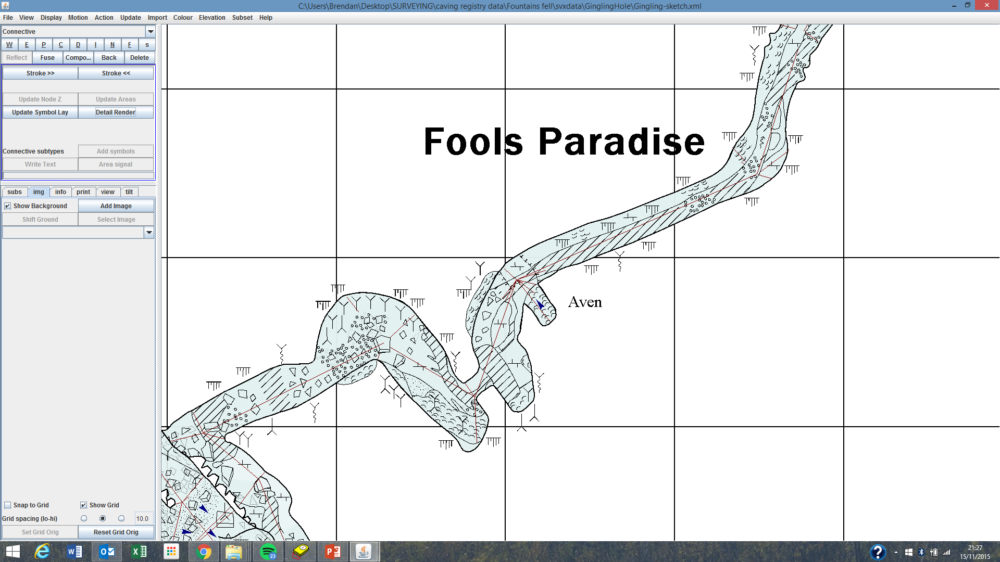 C:\Users\Brendan\Desktop\SURVEYING\caving registry data\Fountains fell\svxdata\GinglingHole\Gingling-sketch.xml
File View Display Motion Action Update Import Colour Elevation Subset Help
Connective
W E P C D I N F s
Reflect Fuse Compo... Back Delete
Stroke >> Stroke <<
Update Node Z Update Areas
Update Symbol Lay Detail Render
Connective subtypes Add symbols
Write Text Area signal
subs img info print view tilt
Show Background Add Image
Shift Ground Select Image
Snap to Grid Show Grid
Grid spacing (lo-hi) 10.0
Set Grid Orig Reset Grid Orig
Fools Paradise
Aven
23
21:27
15/11/2015